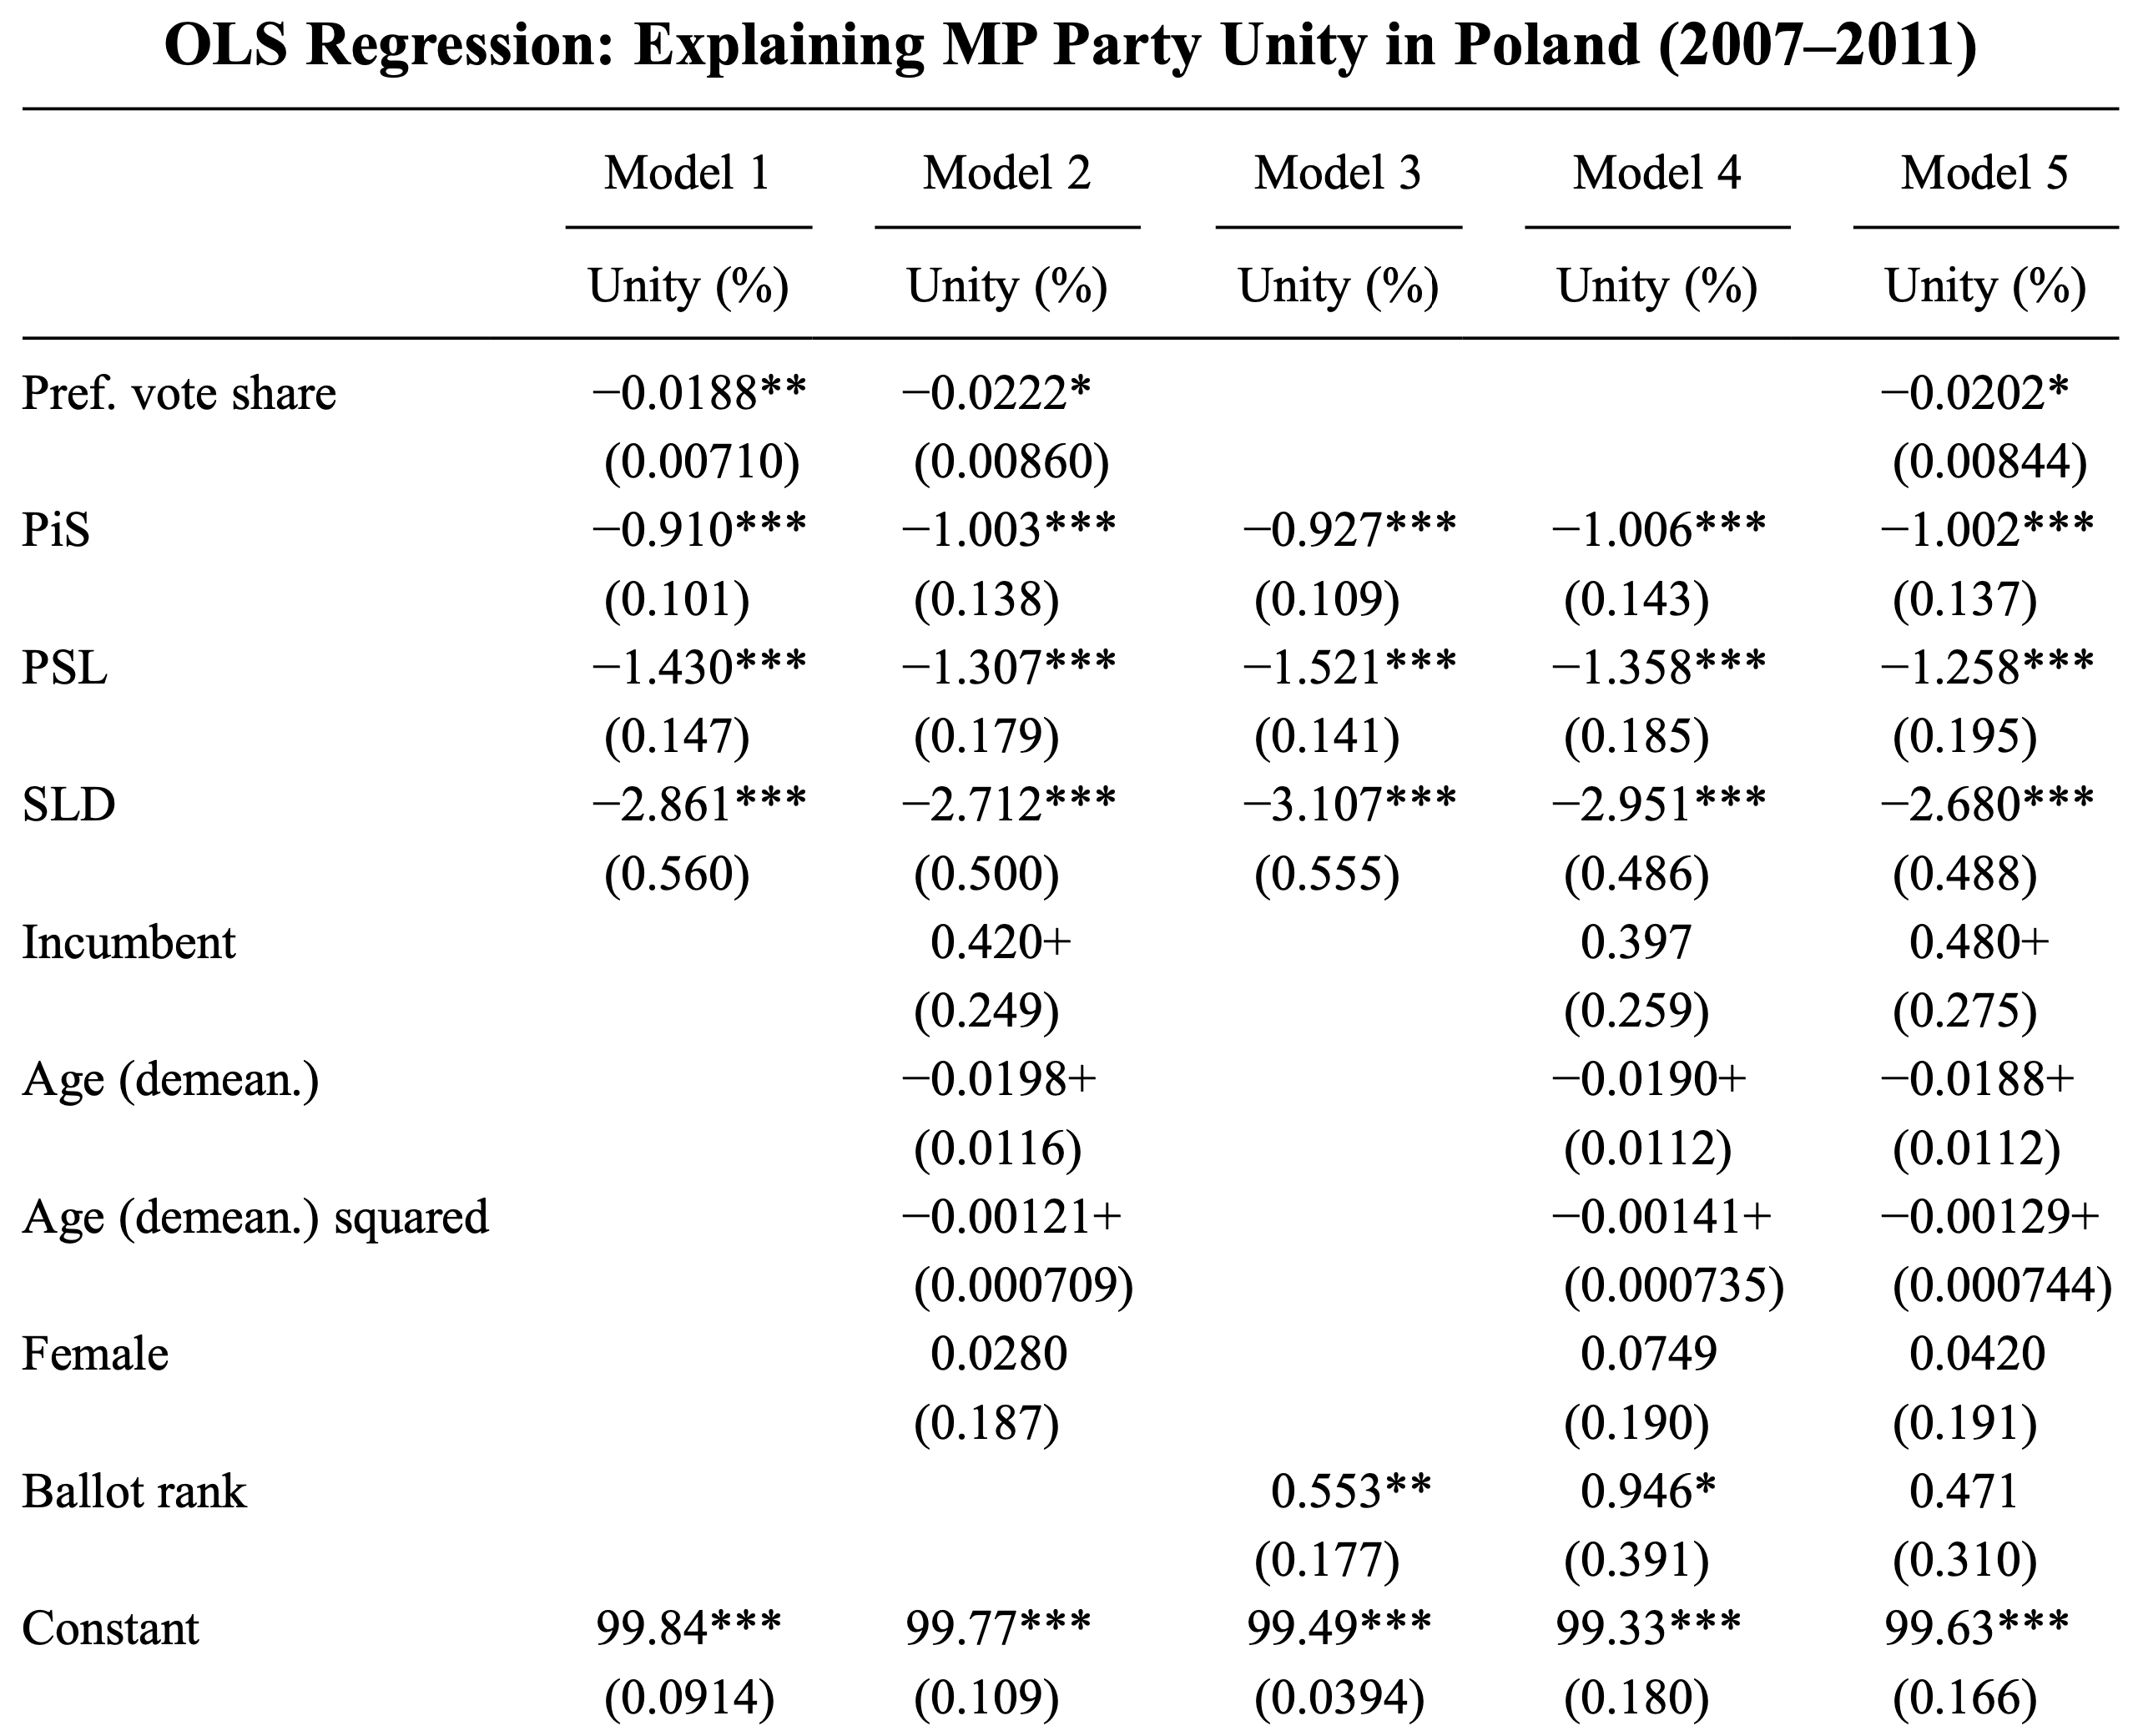 OLS Regression: Explaining MP Party Unity in Poland (2007–2011)
Model 1 Model 2 Model 3 Model 4 Model 5
Unity (%) Unity (%) Unity (%) Unity (%) Unity (%)
Pref. vote share −0.0188** −0.0222* −0.0202*
(0.00710) (0.00860) (0.00844)
PiS −0.910*** −1.003*** −0.927*** −1.006*** −1.002***
(0.101) (0.138) (0.109) (0.143) (0.137)
PSL −1.430*** −1.307*** −1.521*** −1.358*** −1.258***
(0.147) (0.179) (0.141) (0.185) (0.195)
SLD −2.861*** −2.712*** −3.107*** −2.951*** −2.680***
(0.560) (0.500) (0.555) (0.486) (0.488)
Incumbent 0.420+ 0.397 0.480+
(0.249) (0.259) (0.275)
Age (demean.) −0.0198+ −0.0190+ −0.0188+
(0.0116) (0.0112) (0.0112)
Age (demean.) squared −0.00121+ −0.00141+ −0.00129+
(0.000709) (0.000735) (0.000744)
Female 0.0280 0.0749 0.0420
(0.187) (0.190) (0.191)
Ballot rank 0.553** 0.946* 0.471
(0.177) (0.391) (0.310)
Constant 99.84*** 99.77*** 99.49*** 99.33*** 99.63***
(0.0914) (0.109) (0.0394) (0.180) (0.166)